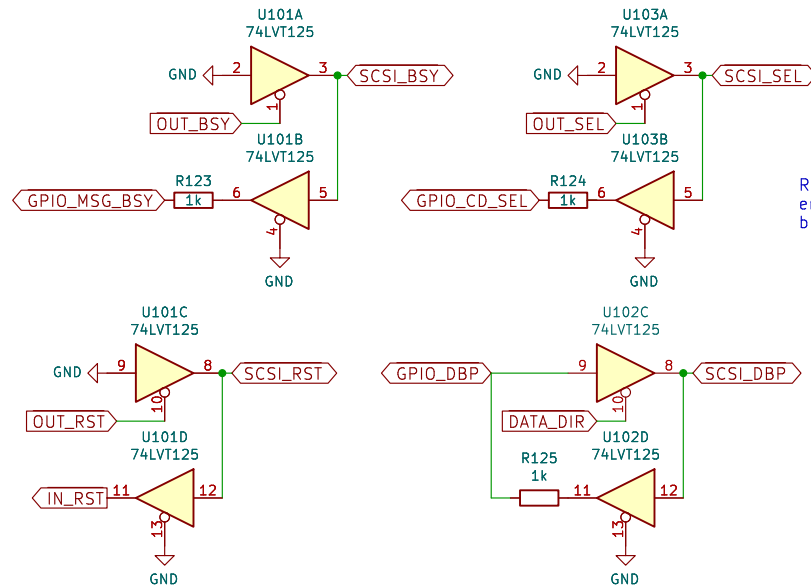 U101A
74LVT125
GND
2
3
SCSI_BSY
1
OUT_BSY
U101B
74LVT125
R123
GPIO_MSG_BSY
1k
6
5
4
GND
U103A
74LVT125
GND
2
3
SCSI_SEL
1
OUT_SEL
U103B
74LVT125
R124
GPIO_CD_SEL
1k
6
5
4
GND
U101C
74LVT125
GND
9
8
SCSI_RST
10
OUT_RST
U101D
74LVT125
IN_RST
11
12
13
GND
U102C
74LVT125
GPIO_DBP
9
8
SCSI_DBP
10
DATA_DIR
U102D
74LVT125
R125
1k
11
12
13
GND